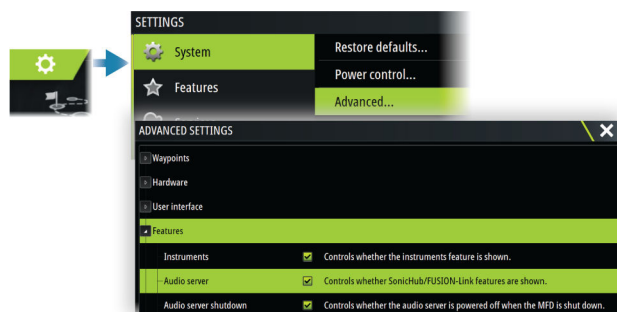 SETTINGS
System
Restore defaults...
Power control...
Features
Advanced...
ADVANCED SETTINGS
Waypoints
Hardware
User interface
Features
Instruments Controls whether the instruments feature is shown.
Audio server Controls whether SonicHub/FUSION-Link features are shown.
Audio server shutdown Controls whether the audio server is powered off when the MFD is shut down.